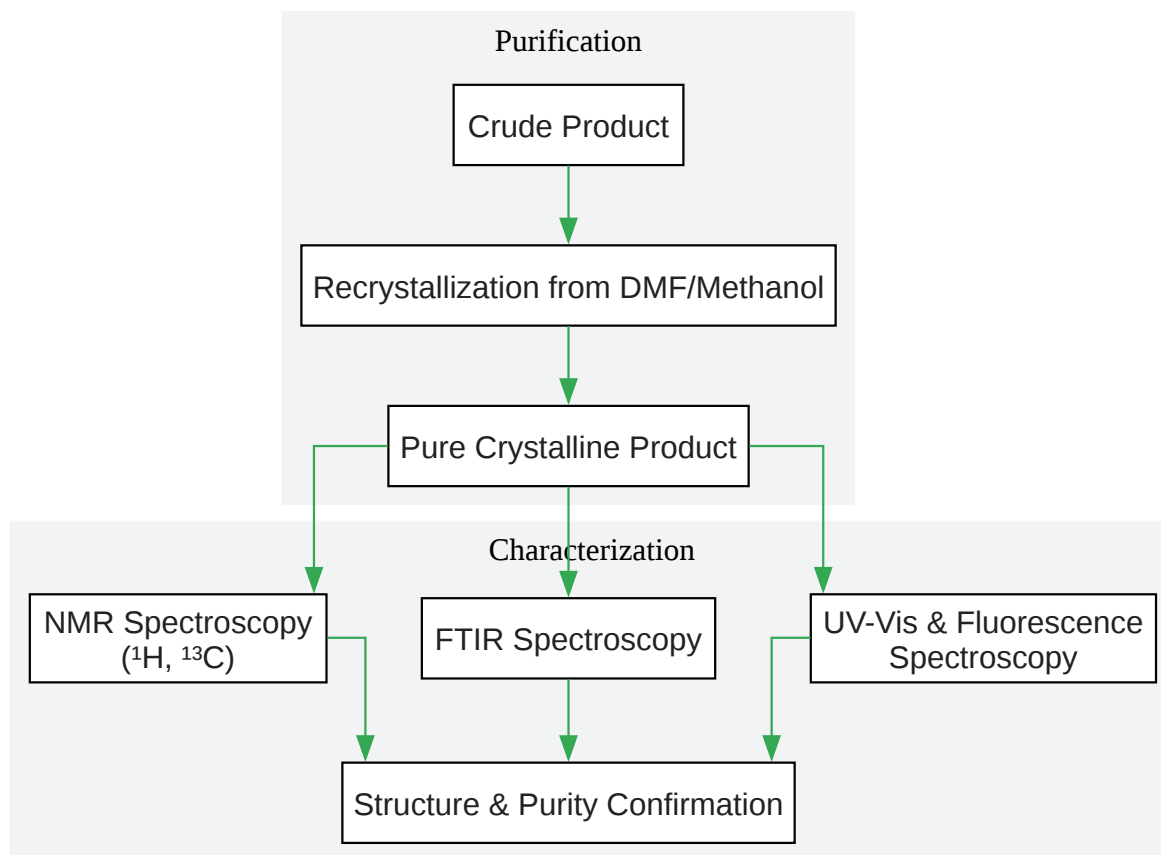 Purification
Crude Product
Recrystallization from DMF/Methanol
Pure Crystalline Product
Characterization
NMR Spectroscopy
(¹H, ¹³C)
FTIR Spectroscopy
UV-Vis & Fluorescence
Spectroscopy
Structure & Purity Confirmation